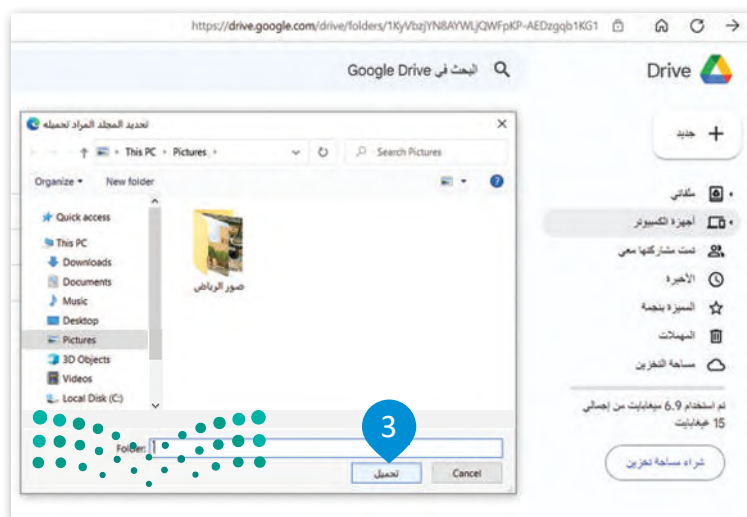 https://drive.google.com/drive/folders/1KyVbzjYN8AYWLjQWFpKP-AEDzgqb1KG1
Drive
البحث في Google Drive
جديد
ملفاتي
أجهزة الكمبيوتر
تمت مشاركتها معي
الأخيرة
المميزة بنجمة
المهملات
مساحة التخزين
تم استخدام 6.9 ميغابايت من إجمالي
15 غيغابايت
شراء مساحة تخزين
تحديد المجلد المراد تحميله
This PC
Pictures
Search Pictures
Organize
New folder
Quick access
This PC
Downloads
Documents
Music
Desktop
Pictures
3D Objects
Videos
Local Disk (C:)
صور الرياض
3
Folder:
تحميل
Cancel